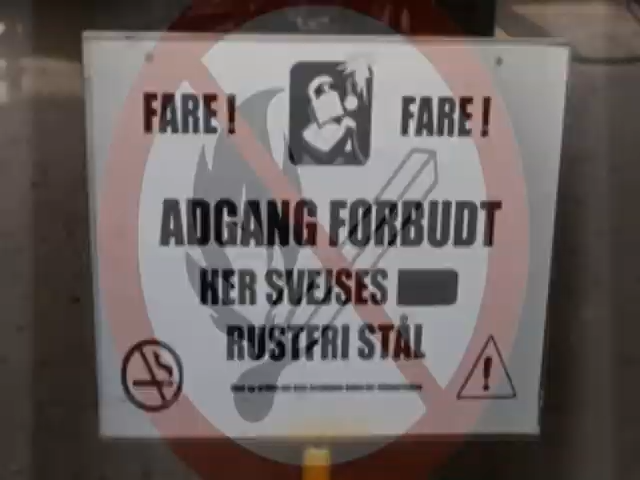 FARE! FARE!
ADGANG FORBUDT
HER SVEJSES
RUSTFRI STÅL